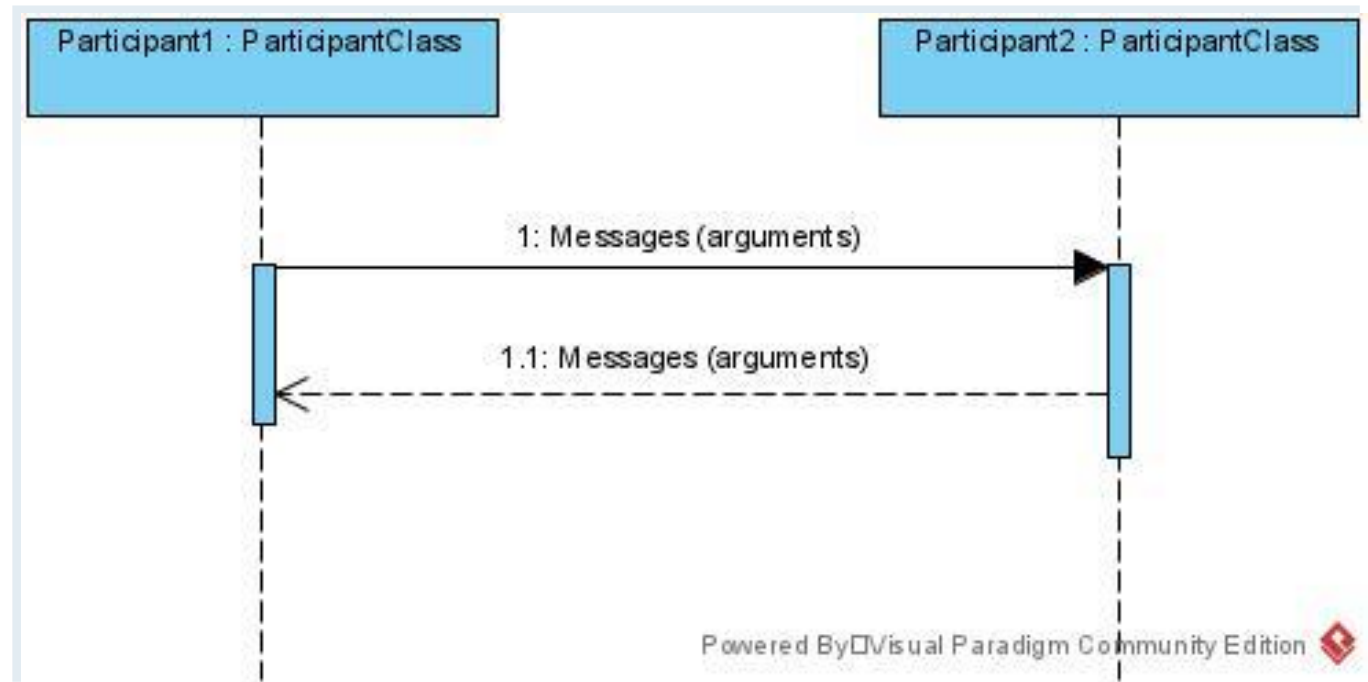 Participant1 : ParticipantClass
Participant2 : ParticipantClass
1: Messages (arguments)
1.1: Messages (arguments)
Powered By□Visual Paradigm Community Edition